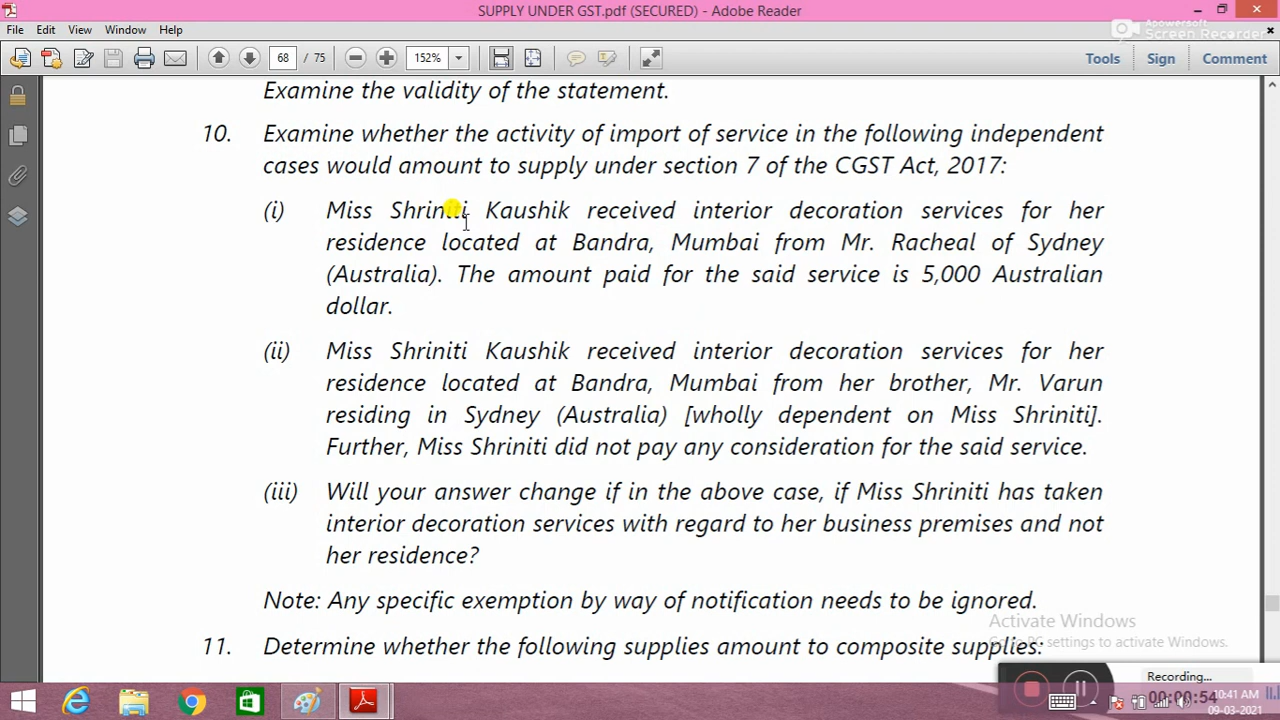 SUPPLY UNDER GST.pdf (SECURED) - Adobe Reader
Apowersoft
Screen Recorder
File Edit View Window Help
68 / 75 152% Tools Sign Comment
Examine the validity of the statement.
10. Examine whether the activity of import of service in the following independent
cases would amount to supply under section 7 of the CGST Act, 2017:
(i) Miss Shriniti Kaushik received interior decoration services for her
residence located at Bandra, Mumbai from Mr. Racheal of Sydney
(Australia). The amount paid for the said service is 5,000 Australian
dollar.
(ii) Miss Shriniti Kaushik received interior decoration services for her
residence located at Bandra, Mumbai from her brother, Mr. Varun
residing in Sydney (Australia) [wholly dependent on Miss Shriniti].
Further, Miss Shriniti did not pay any consideration for the said service.
(iii) Will your answer change if in the above case, if Miss Shriniti has taken
interior decoration services with regard to her business premises and not
her residence?
Note: Any specific exemption by way of notification needs to be ignored.
Activate Windows
Go to PC settings to activate Windows.
11. Determine whether the following supplies amount to composite supplies:
Recording...
00:00:54
10:41 AM
09-03-2021